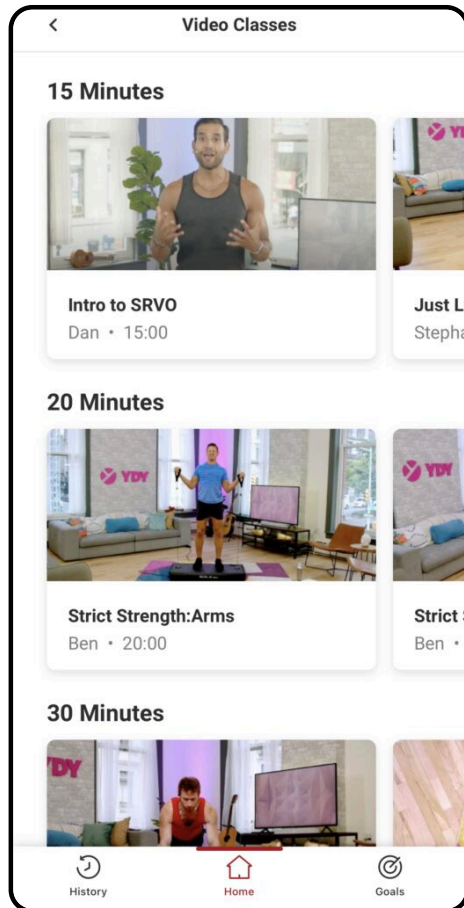 Video Classes
15 Minutes
YI
Intro to SRVO
Dan • 15:00
Just L
Stepha
20 Minutes
YDY
YDY
Strict Strength:Arms
Ben • 20:00
Strict
Ben •
30 Minutes
YDY
History
Home
Goals